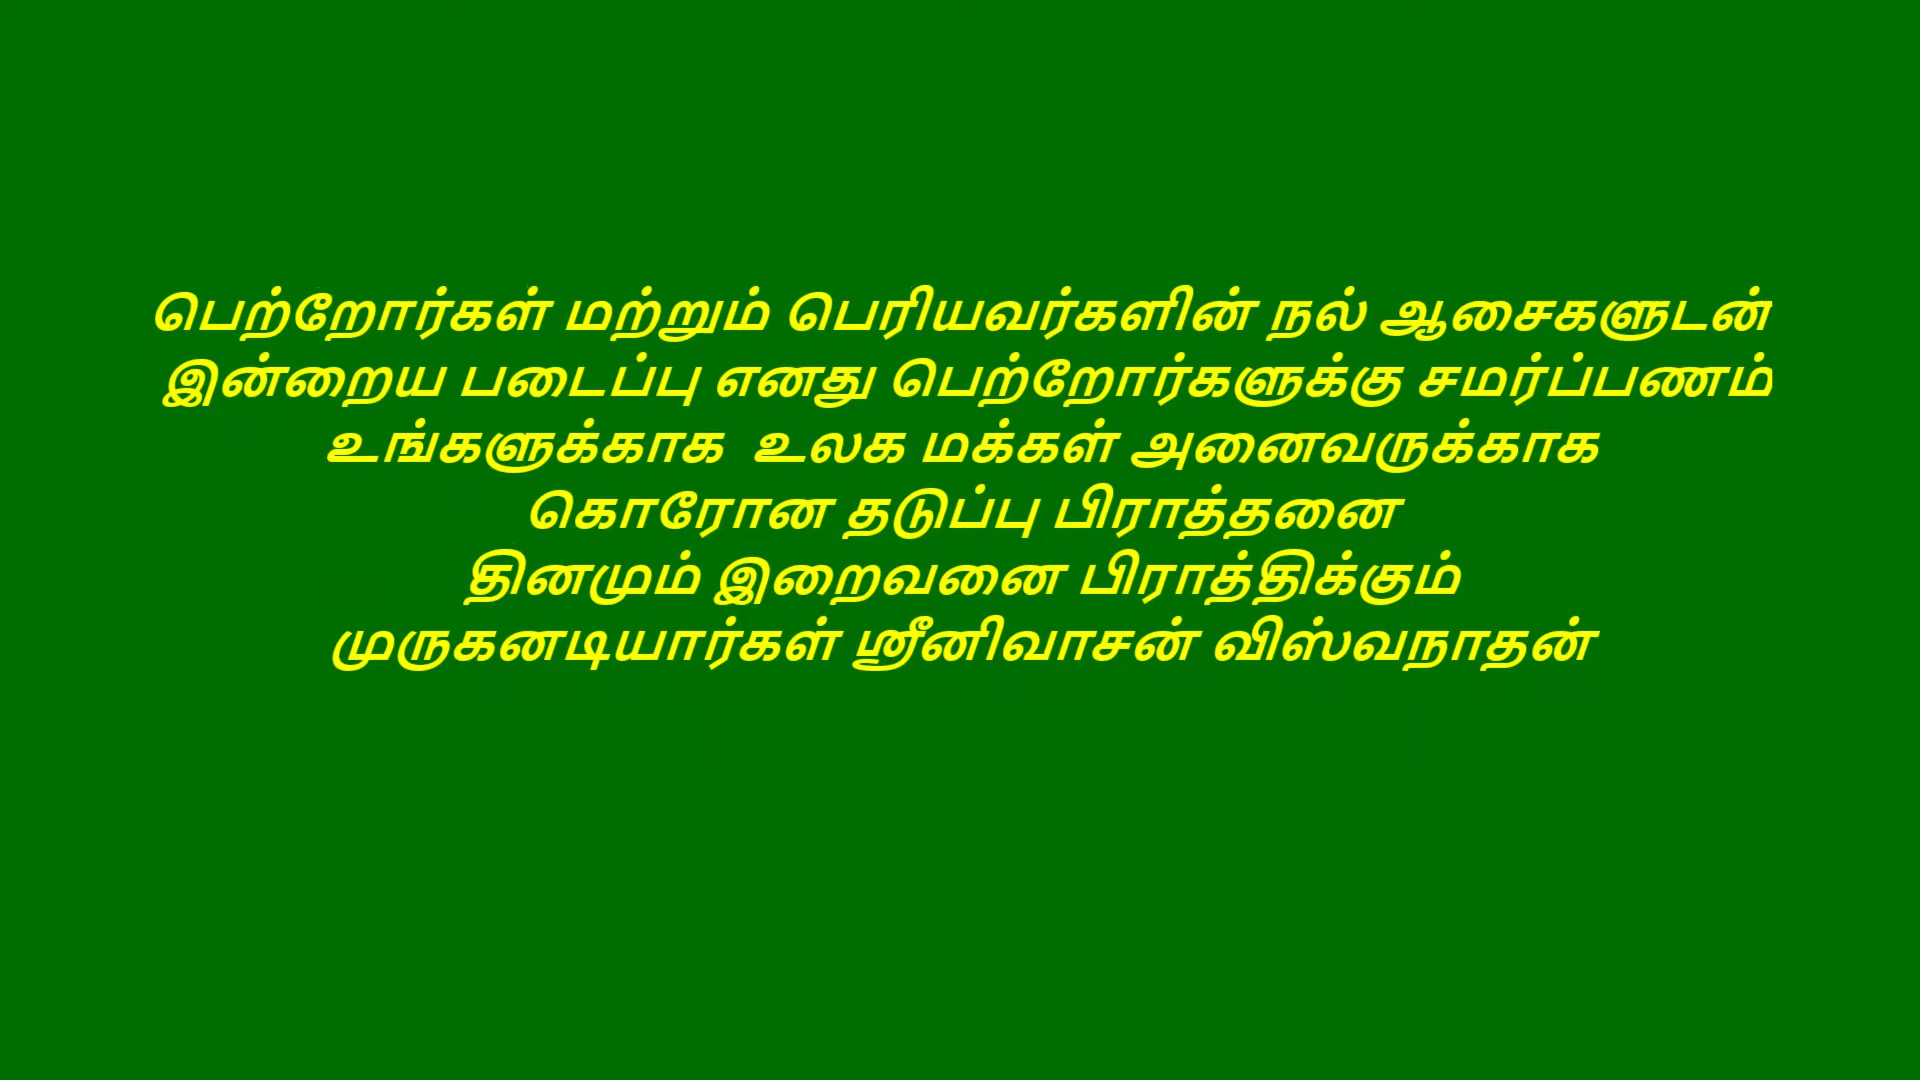 பெற்றோர்கள் மற்றும் பெரியவர்களின் நல் ஆசைகளுடன்
இன்றைய படைப்பு எனது பெற்றோர்களுக்கு சமர்ப்பணம்
உங்களுக்காக உலக மக்கள் அனைவருக்காக
கொரோன தடுப்பு பிராத்தனை
தினமும் இறைவனை பிராத்திக்கும்
முருகனடியார்கள் ஸ்ரீனிவாசன் விஸ்வநாதன்